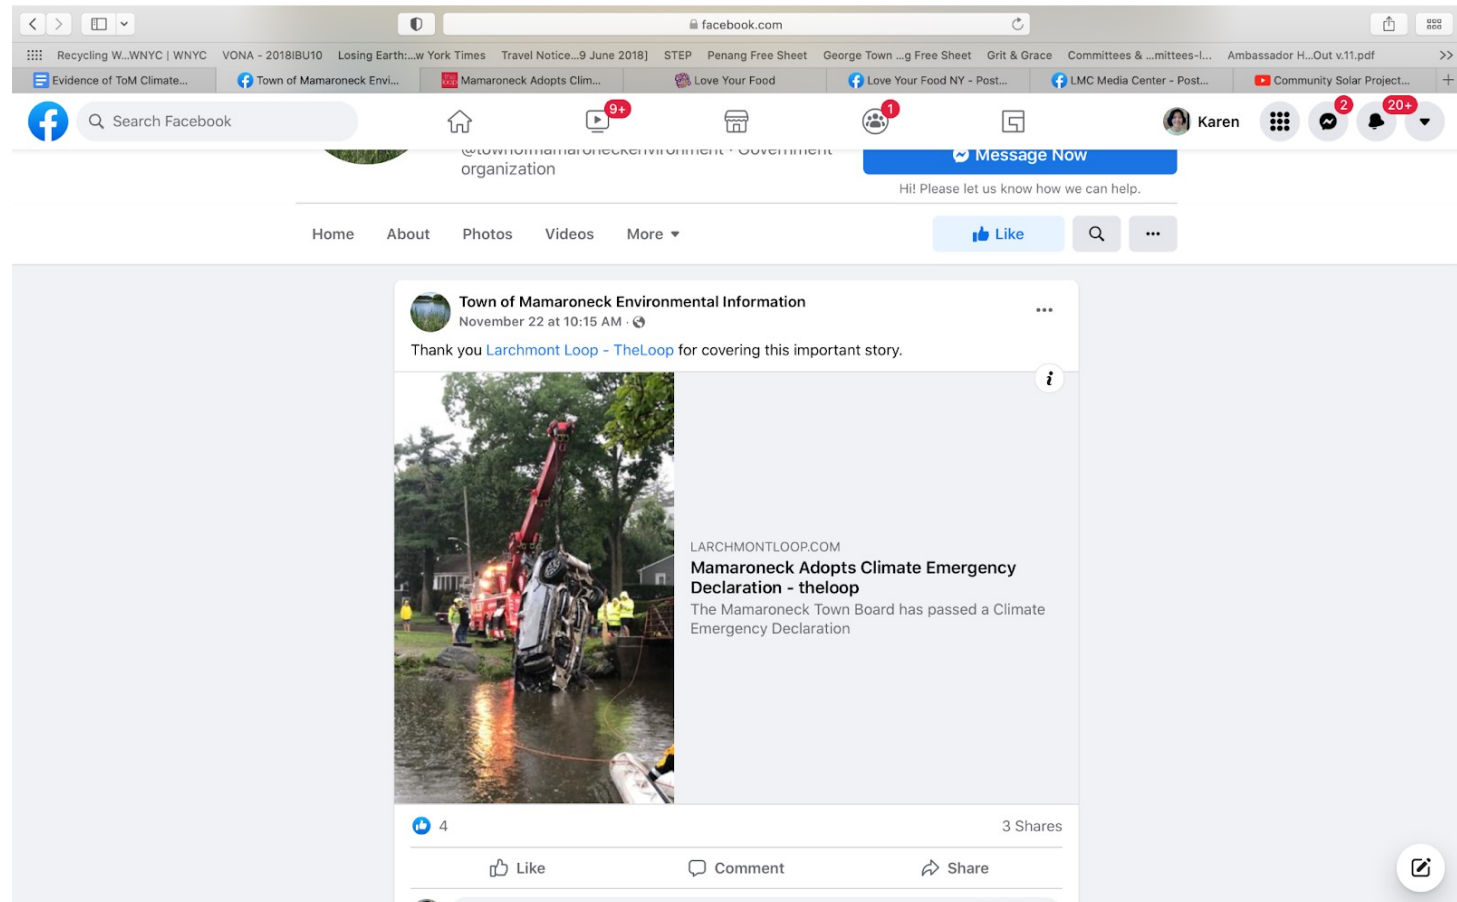 facebook.com
Recycling W...WNYC | WNYC VONA - 2018IBU10 Losing Earth:...w York Times Travel Notice...9 June 2018] STEP Penang Free Sheet George Town ...g Free Sheet Grit & Grace Committees & ...mittees-I... Ambassador H...Out v.11.pdf >>
Evidence of ToM Climate... Town of Mamaroneck Envi... Mamaroneck Adopts Clim... Love Your Food Love Your Food NY - Post... LMC Media Center - Post... Community Solar Project... +
Search Facebook 9+ 1 Karen 2 20+
@townofmamaroneckenvironment · Government
organization
Message Now
Hi! Please let us know how we can help.
Home About Photos Videos More Like
Town of Mamaroneck Environmental Information
November 22 at 10:15 AM ·
Thank you Larchmont Loop - TheLoop for covering this important story.
LARCHMONTLOOP.COM
Mamaroneck Adopts Climate Emergency
Declaration - theloop
The Mamaroneck Town Board has passed a Climate
Emergency Declaration
4 3 Shares
Like Comment Share